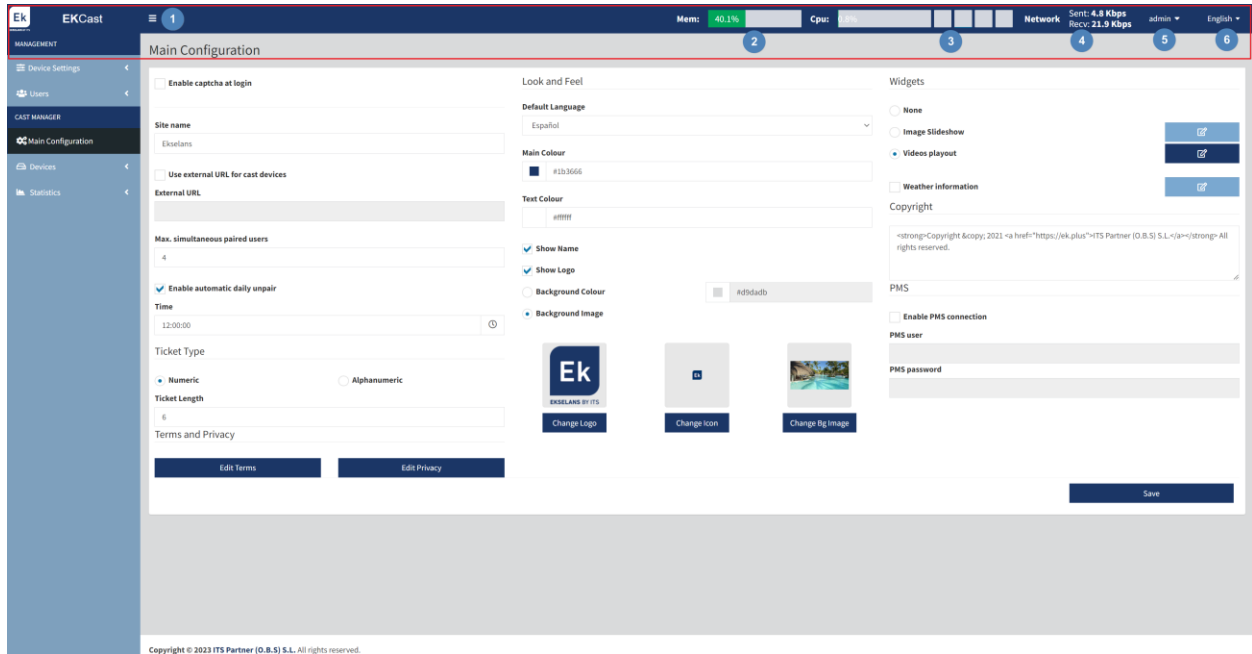 Ek
EKCast
1
Mem: 40.1%
Cpu: 0.8%
Network
Sent: 4.8 Kbps
Recv: 21.9 Kbps
admin
English
2
3
4
5
6
MANAGEMENT
Device Settings
Users
CAST MANAGER
Main Configuration
Devices
Statistics
Main Configuration
Enable captcha at login
Site name
Ekselans
Use external URL for cast devices
External URL
Max. simultaneous paired users
4
Enable automatic daily unpair
Time
12:00:00
Ticket Type
Numeric
Alphanumeric
Ticket Length
6
Terms and Privacy
Edit Terms
Edit Privacy
Look and Feel
Default Language
Español
Main Colour
#1b3666
Text Colour
#ffffff
Show Name
Show Logo
Background Colour
#d9dadb
Background Image
Ek
EKSELANS BY ITS
Ek
Change Logo
Change Icon
Change Bg Image
Widgets
None
Image Slideshow
Videos playout
Weather information
Copyright
<strong>Copyright &copy; 2021 <a href="https://ek.plus">ITS Partner (O.B.S) S.L.</a></strong> All
rights reserved.
PMS
Enable PMS connection
PMS user
PMS password
Save
Copyright © 2023 ITS Partner (O.B.S) S.L. All rights reserved.